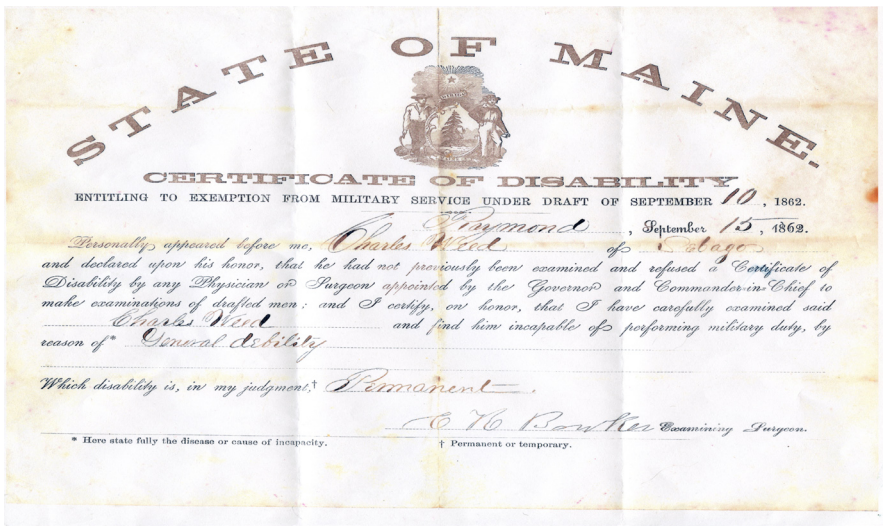 STATE OF MAINE.
CERTIFICATE OF DISABILITY
ENTITLING TO EXEMPTION FROM MILITARY SERVICE UNDER DRAFT OF SEPTEMBER 10, 1862.
Raymond, September 15, 1862.
Personally appeared before me, Charles Weed of Sebago
and declared upon his honor, that he had not previously been examined and refused a Certificate of
Disability by any Physician or Surgeon appointed by the Governor and Commander-in-Chief to
make examinations of drafted men; and I certify, on honor, that I have carefully examined said
Charles Weed and find him incapable of performing military duty, by
reason of* General debility
Which disability is, in my judgment,† Permanent.
E N Bowker Examining Surgeon.
* Here state fully the disease or cause of incapacity. † Permanent or temporary.